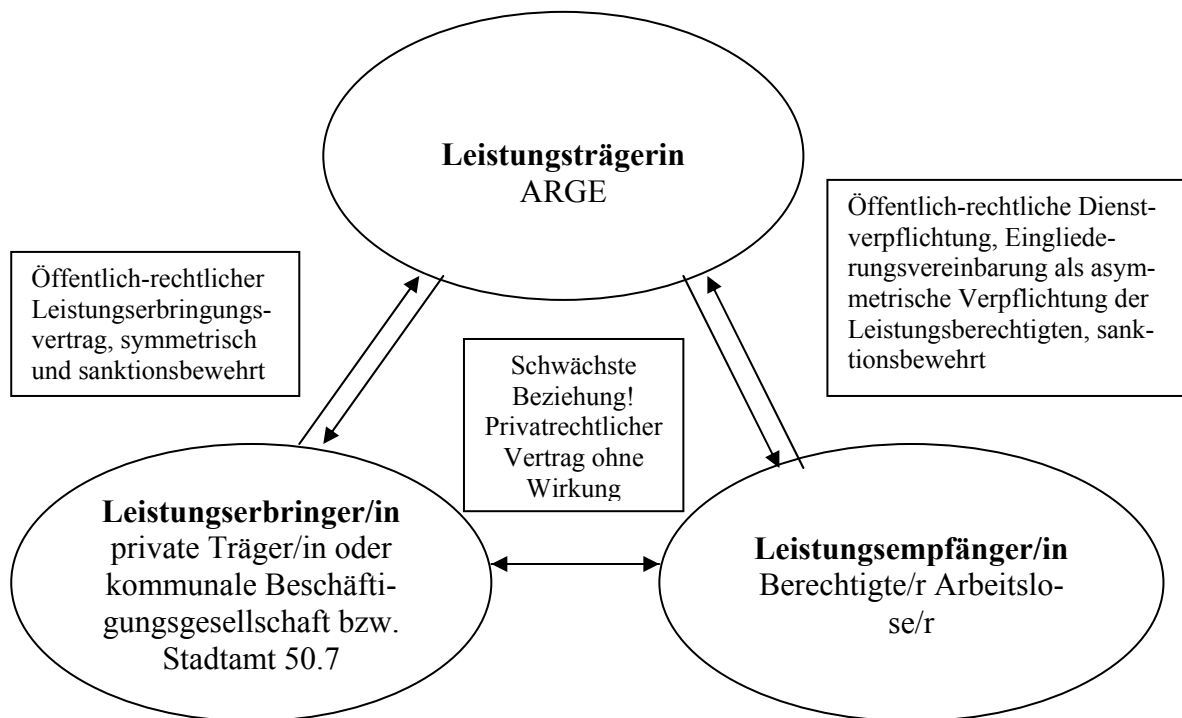 Leistungsträgerin
ARGE
Öffentlich-rechtliche Dienst-
verpflichtung, Eingliede-
rungsvereinbarung als asym-
metrische Verpflichtung der
Leistungsberechtigten, sank-
tionsbewehrt
Öffentlich-rechtlicher
Leistungserbringungs-
vertrag, symmetrisch
und sanktionsbewehrt
Schwächste
Beziehung!
Privatrechtlicher
Vertrag ohne
Wirkung
Leistungserbringer/in
private Träger/in oder
kommunale Beschäfti-
gungsgesellschaft bzw.
Stadtamt 50.7
Leistungsempfänger/in
Berechtigte/r Arbeitslo-
se/r